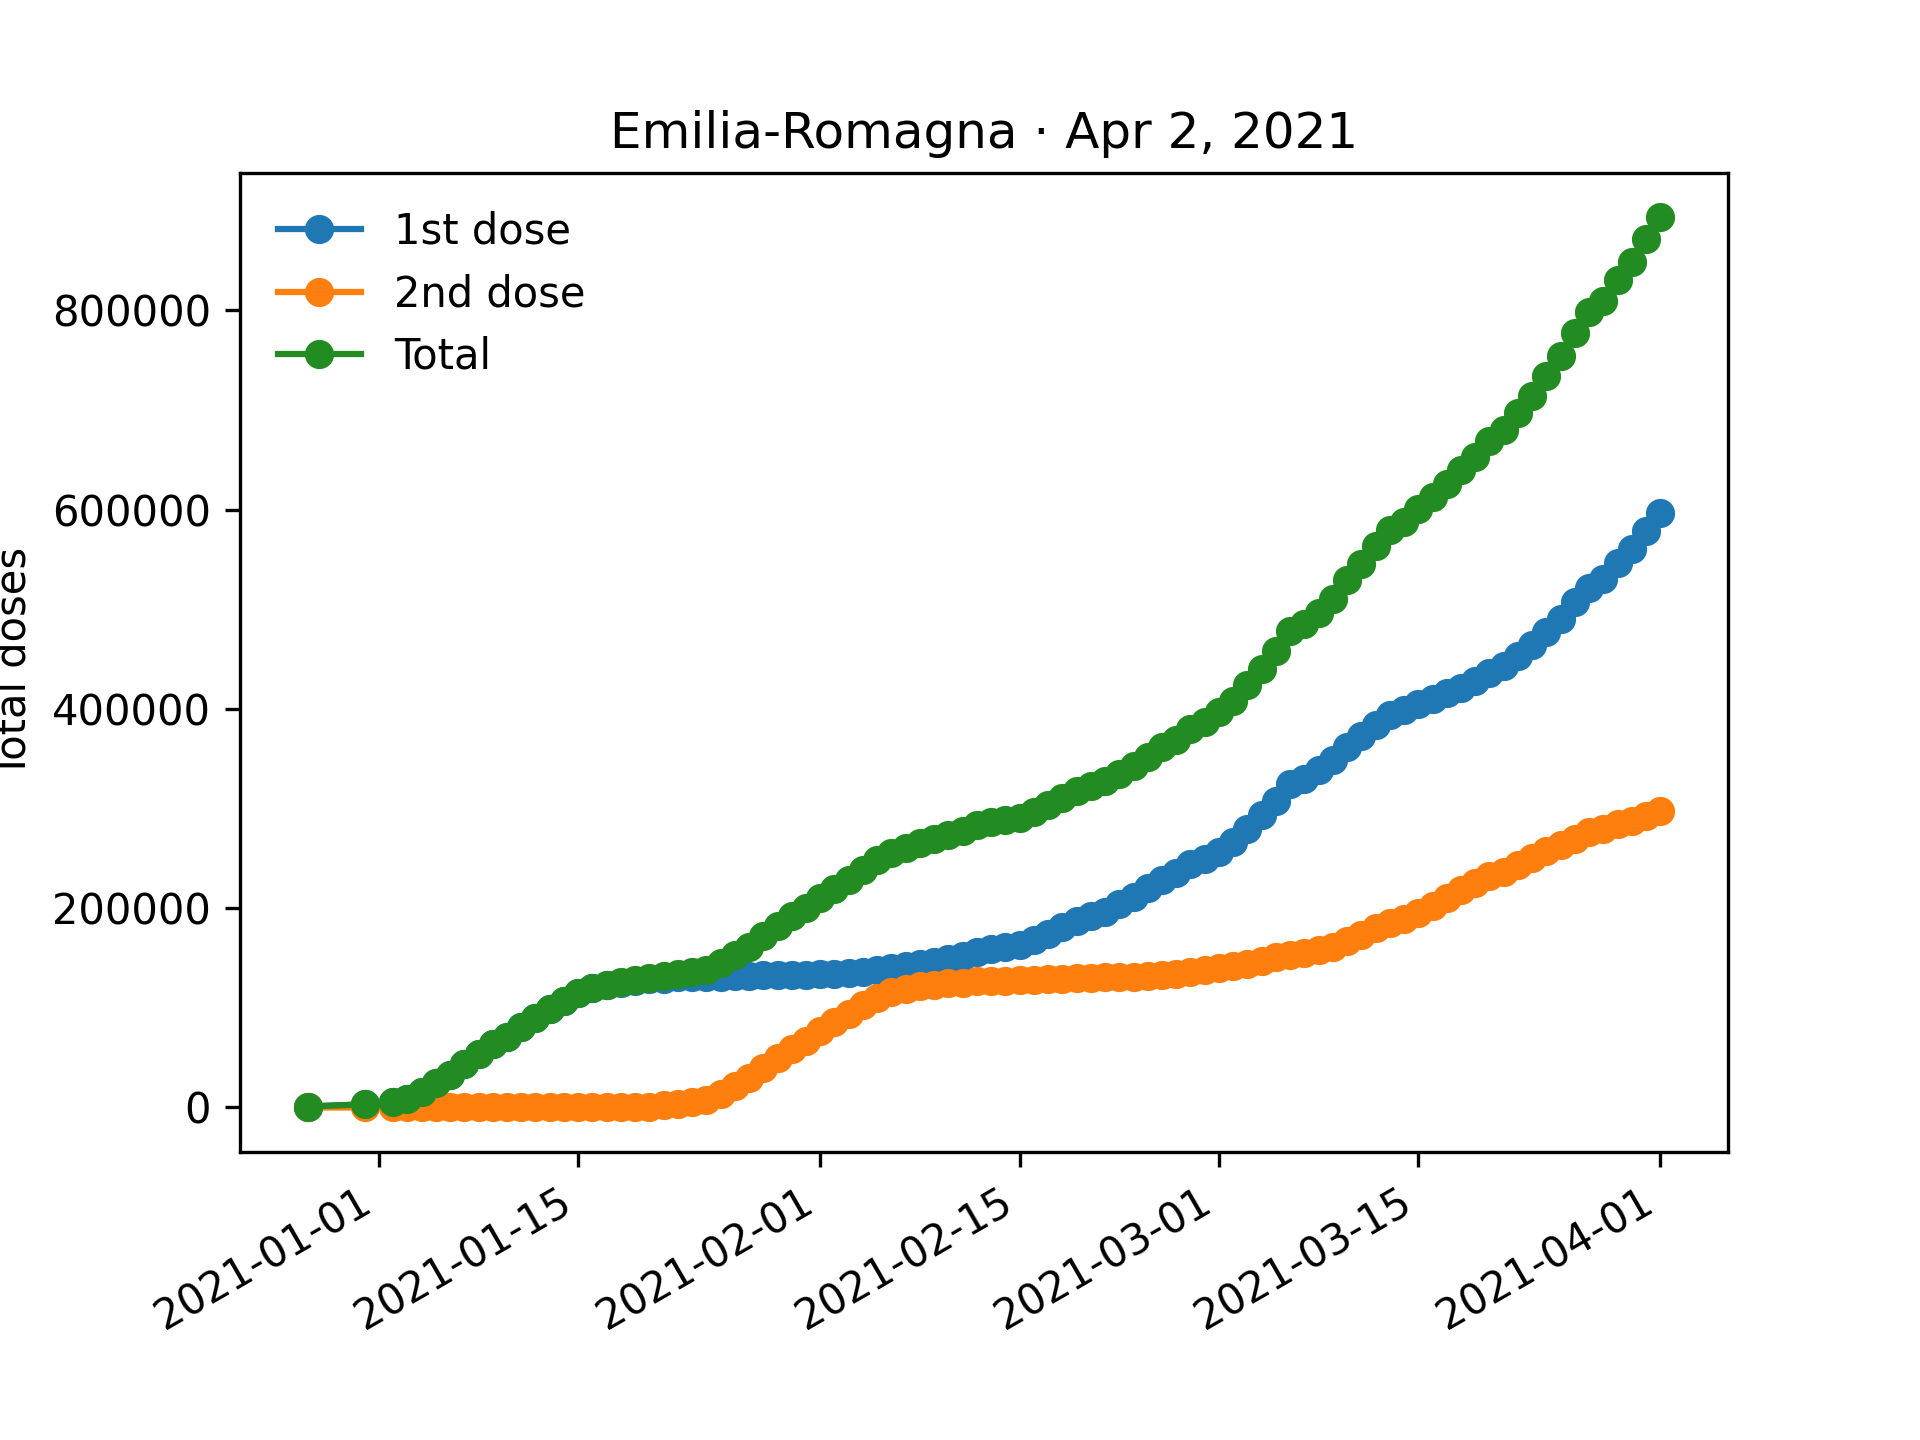 Emilia-Romagna · Apr 2, 2021
1st dose
2nd dose
Total
Total doses
800000
600000
400000
200000
0
2021-01-01
2021-01-15
2021-02-01
2021-02-15
2021-03-01
2021-03-15
2021-04-01